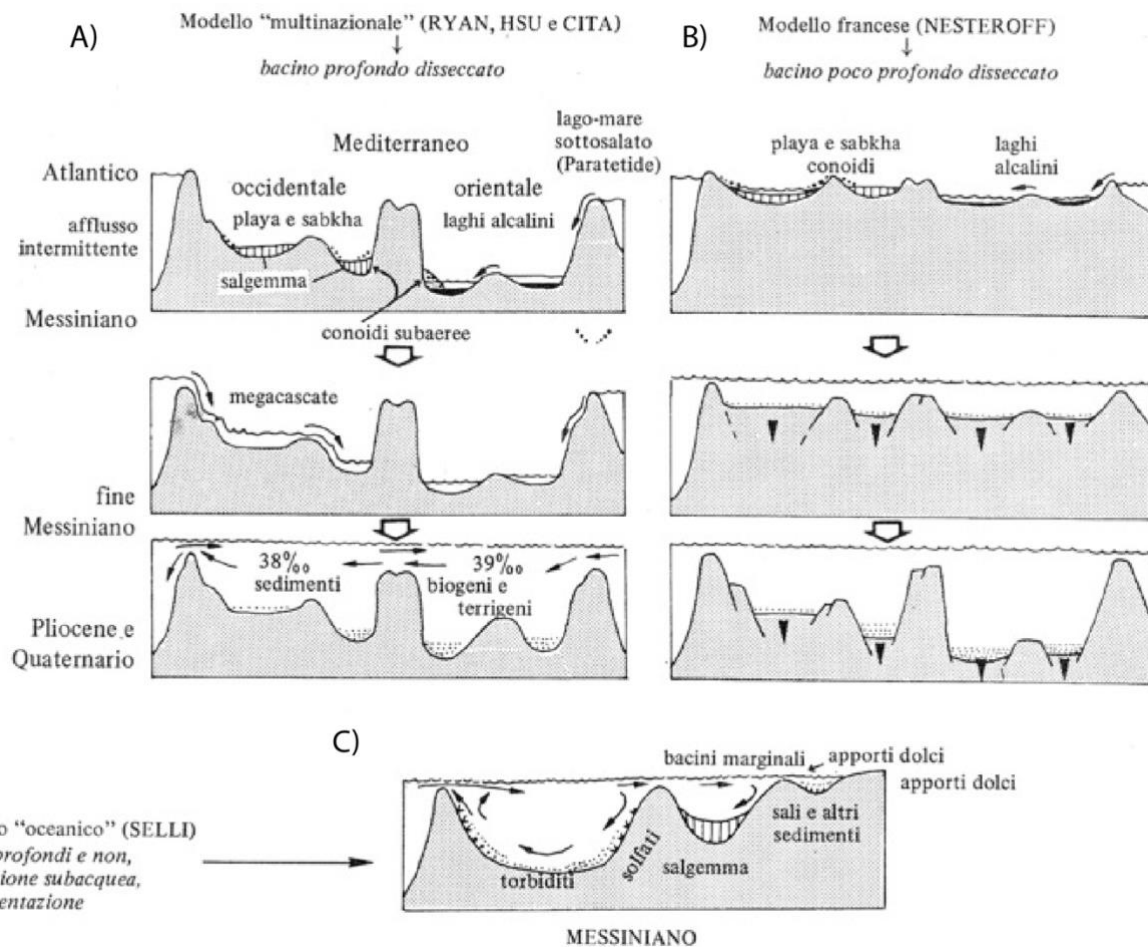 A)
Modello "multinazionale" (RYAN, HSU e CITA)
bacino profondo disseccato
B)
Modello francese (NESTEROFF)
bacino poco profondo disseccato
Atlantico
afflusso
intermittente
Messiniano
Mediterraneo
occidentale
playa e sabkha
salgemma
orientale
laghi alcalini
conoidi subaeree
lago-mare
sottosalato
(Paratetide)
playa e sabkha
conoidi
laghi
alcalini
megacascate
fine
Messiniano
38‰
sedimenti
39‰
biogeni e
terrigeni
Pliocene e
Quaternario
C)
o "oceanico" (SELLI)
profondi e non,
ione subacquea,
entazione
bacini marginali
apporti dolci
apporti dolci
torbiditi
solfati
salgemma
sali e altri
sedimenti
MESSINIANO